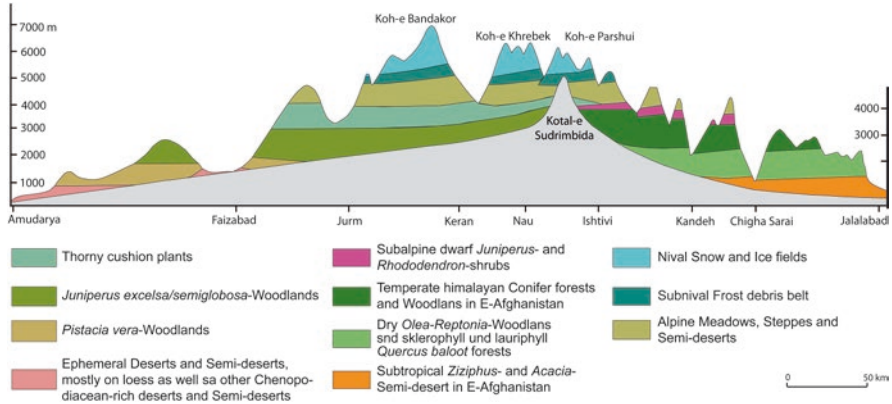 Koh-e Bandakor
7000 m
Koh-e Khrebek
Koh-e Parshui
6000
5000
4000
4000
3000
Kotal-e
Sudrimbida
3000
2000
1000
Amudarya
Faizabad
Jurm
Keran
Nau
Ishtivi
Kandeh
Chigha Sarai
Jalalabad
Thorny cushion plants
Juniperus excelsa/semiglobosa-Woodlands
Pistacia vera-Woodlands
Ephemeral Deserts and Semi-deserts,
mostly on loess as well sa other Chenopo-
diacean-rich deserts and Semi-deserts
Subalpine dwarf Juniperus- and
Rhododendron-shrubs
Temperate himalayan Conifer forests
and Woodlans in E-Afghanistan
Dry Olea-Reptonia-Woodlans
snd sklerophyll und lauriphyll
Quercus baloot forests
Subtropical Ziziphus- and Acacia-
Semi-desert in E-Afghanistan
Nival Snow and Ice fields
Subnival Frost debris belt
Alpine Meadows, Steppes and
Semi-deserts
0 50 km